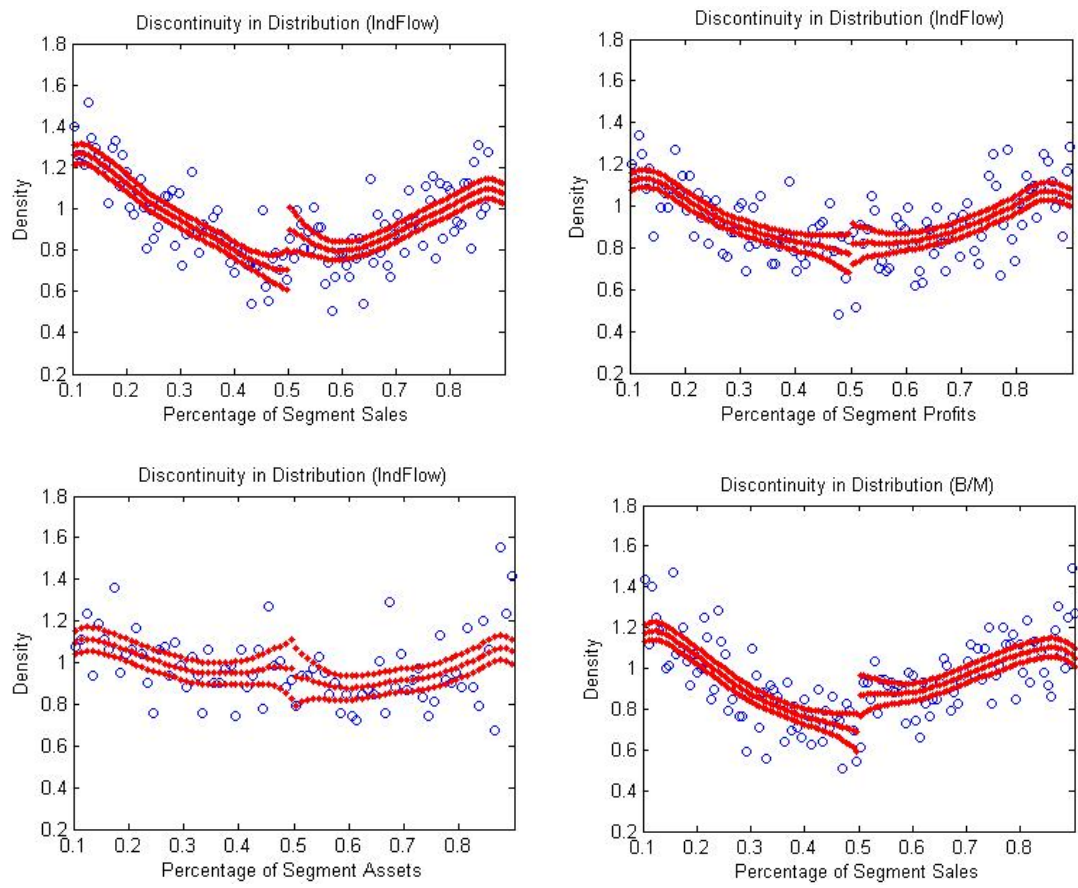 Discontinuity in Distribution (IndFlow)
1.8
1.6
1.4
1.2
1
0.8
0.6
0.4
0.2
Density
0.1 0.2 0.3 0.4 0.5 0.6 0.7 0.8
Percentage of Segment Sales
Discontinuity in Distribution (IndFlow)
1.8
1.6
1.4
1.2
1
0.8
0.6
0.4
0.2
Density
0.1 0.2 0.3 0.4 0.5 0.6 0.7 0.8
Percentage of Segment Profits
Discontinuity in Distribution (IndFlow)
1.8
1.6
1.4
1.2
1
0.8
0.6
0.4
0.2
Density
0.1 0.2 0.3 0.4 0.5 0.6 0.7 0.8
Percentage of Segment Assets
Discontinuity in Distribution (B/M)
1.8
1.6
1.4
1.2
1
0.8
0.6
0.4
0.2
Density
0.1 0.2 0.3 0.4 0.5 0.6 0.7 0.8
Percentage of Segment Sales